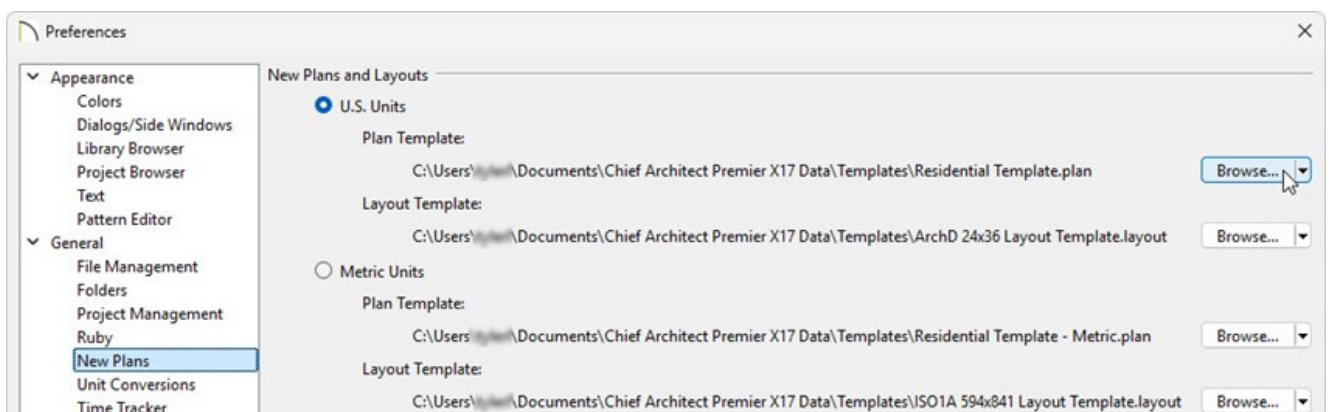 Preferences
Appearance
Colors
Dialogs/Side Windows
Library Browser
Project Browser
Text
Pattern Editor
General
File Management
Folders
Project Management
Ruby
New Plans
Unit Conversions
Time Tracker
New Plans and Layouts
U.S. Units
Plan Template:
C:\Users\ \Documents\Chief Architect Premier X17 Data\Templates\Residential Template.plan Browse...
Layout Template:
C:\Users\ \Documents\Chief Architect Premier X17 Data\Templates\ArchD 24x36 Layout Template.layout Browse...
Metric Units
Plan Template:
C:\Users\ \Documents\Chief Architect Premier X17 Data\Templates\Residential Template - Metric.plan Browse...
Layout Template:
C:\Users\ \Documents\Chief Architect Premier X17 Data\Templates\ISO1A 594x841 Layout Template.layout Browse...